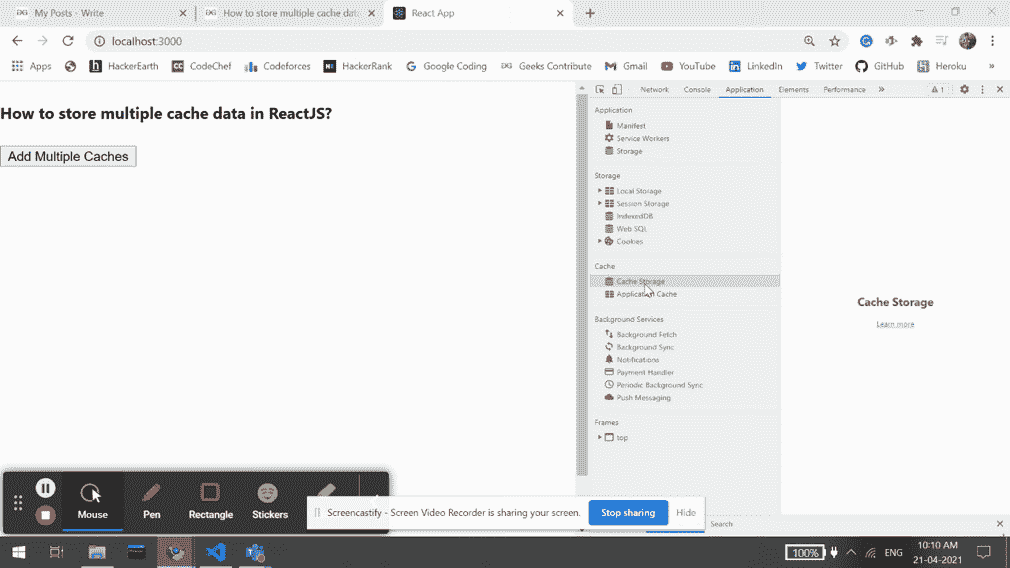 My Posts - Write
How to store multiple cache dat
React App
localhost:3000
Apps
HackerEarth
CodeChef
Codeforces
HackerRank
Google Coding
Geeks Contribute
Gmail
YouTube
LinkedIn
Twitter
GitHub
Heroku
»
Network
Console
Application
Elements
Performance
»
1
How to store multiple cache data in ReactJS?
Add Multiple Caches
Application
Manifest
Service Workers
Storage
Storage
Local Storage
Session Storage
IndexedDB
Web SQL
Cookies
Cache
Cache Storage
Application Cache
Background Services
Background Fetch
Background Sync
Notifications
Payment Handler
Periodic Background Sync
Push Messaging
Frames
top
Cache Storage
Learn more
Mouse
Pen
Rectangle
Stickers
Screencastify - Screen Video Recorder is sharing your screen.
Stop sharing
Hide
Search
100%
ENG
10:10 AM
21-04-2021